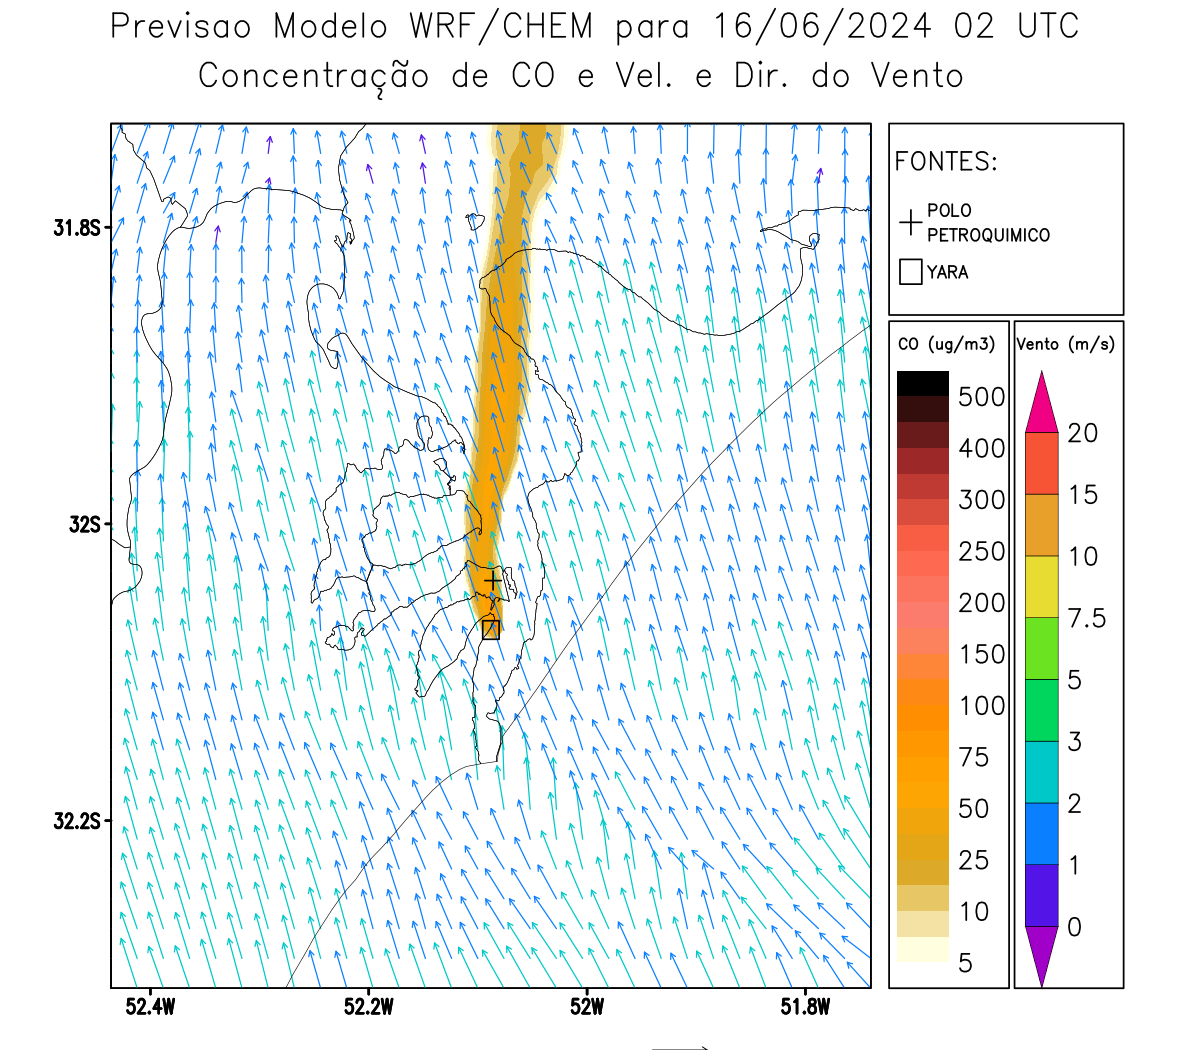 Previsao Modelo WRF/CHEM para 16/06/2024 02 UTC
Concentração de CO e Vel. e Dir. do Vento
FONTES:
POLO
PETROQUIMICO
YARA
CO (ug/m3)
500
400
300
250
200
150
100
75
50
25
10
5
Vento (m/s)
20
15
10
7.5
5
3
2
1
0
31.8S
32S
32.2S
52.4W
52.2W
52W
51.8W